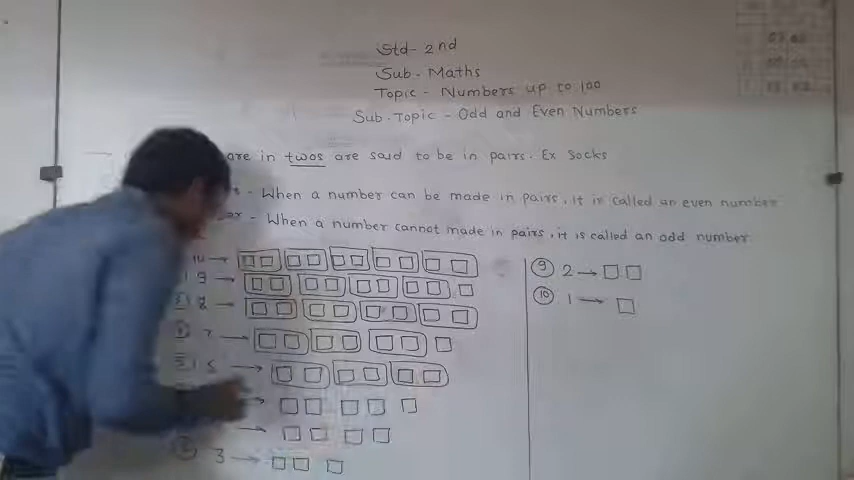 Std- 2nd
Sub- Maths
Topic - Numbers up to 100
Sub-Topic - Odd and Even Numbers
are in twos are said to be in pairs. Ex Socks
- When a number can be made in pairs, it is called an even number
- When a number cannot made in pairs, it is called an odd number
10 →
9 →
8 →
7 →
→
→
→
3 →
9 2 →
10 1 →